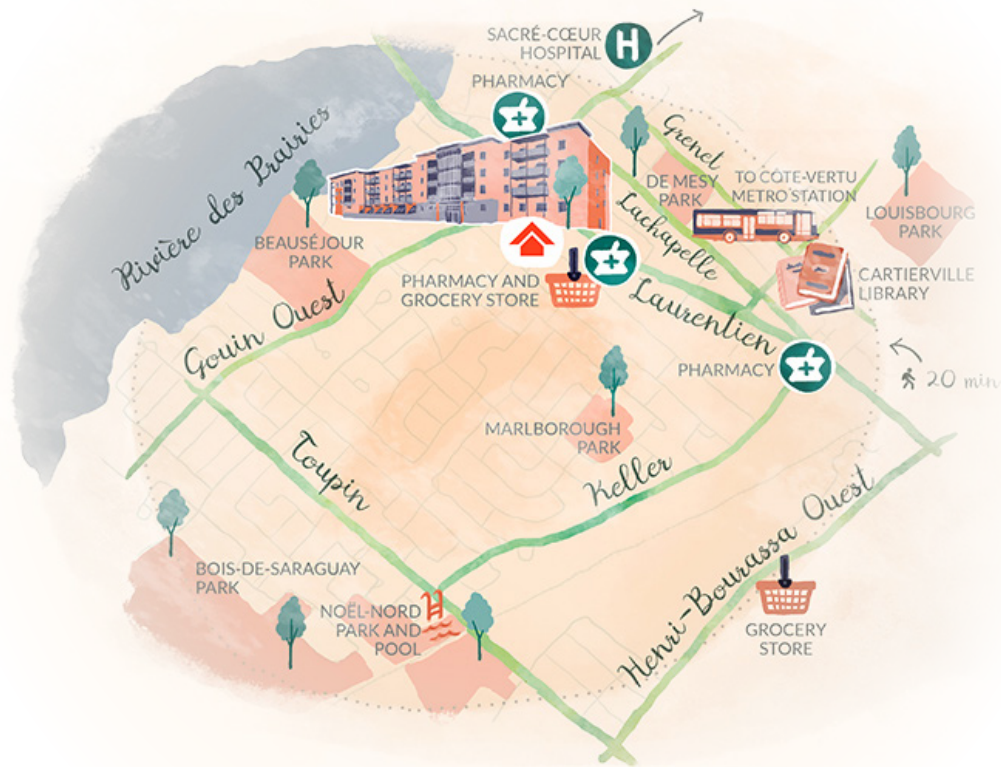 SACRÉ-CŒUR
HOSPITAL
H
PHARMACY
Rivière des Prairies
Grenet
DE MESY
PARK
TO CÔTE-VERTU
METRO STATION
LOUISBOURG
PARK
Lachapelle
BEAUSÉJOUR
PARK
PHARMACY AND
GROCERY STORE
CARTIERVILLE
LIBRARY
Laurentien
Gouin Ouest
PHARMACY
20 min
MARLBOROUGH
PARK
Toupin
Keller
Henri-Bourassa Ouest
BOIS-DE-SARAGUAY
PARK
NOËL-NORD
PARK AND
POOL
GROCERY
STORE